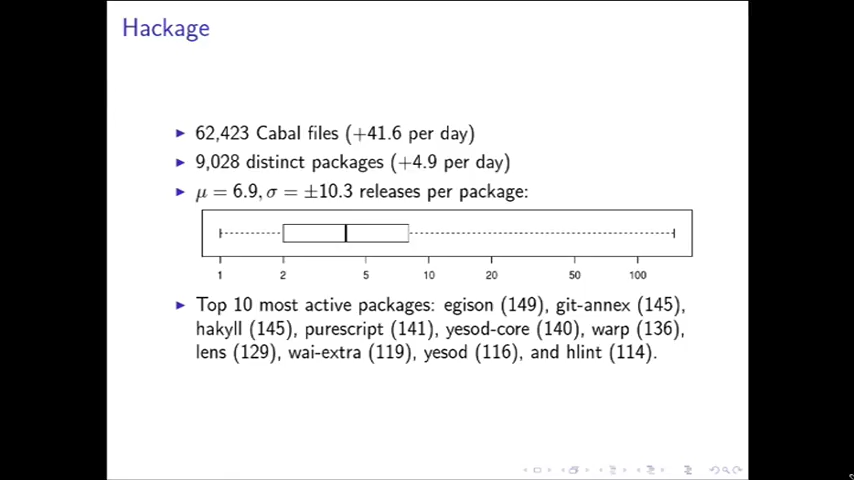 Hackage
▶ 62,423 Cabal files (+41.6 per day)
▶ 9,028 distinct packages (+4.9 per day)
▶ μ = 6.9, σ = ±10.3 releases per package:
1 2 5 10 20 50 100
▶ Top 10 most active packages: egison (149), git-annex (145),
hakyll (145), purescript (141), yesod-core (140), warp (136),
lens (129), wai-extra (119), yesod (116), and hlint (114).